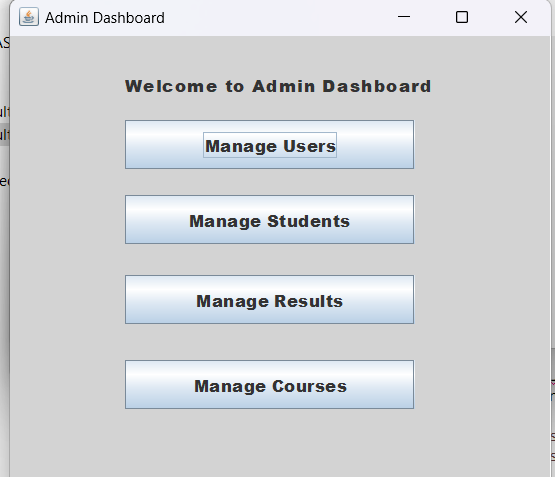 Admin Dashboard
Welcome to Admin Dashboard
Manage Users
Manage Students
Manage Results
Manage Courses